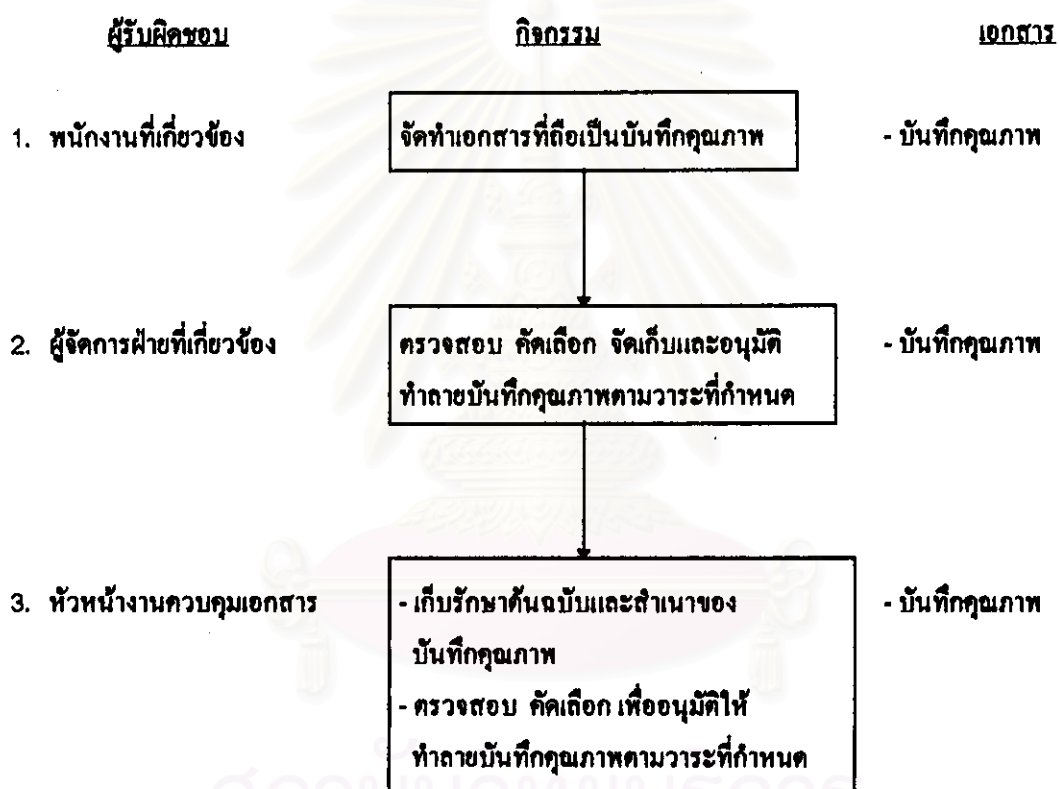 ผู้รับผิดชอบ กิจกรรม เอกสาร
1. พนักงานที่เกี่ยวข้อง จัดทำเอกสารที่ถือเป็นบันทึกคุณภาพ - บันทึกคุณภาพ
2. ผู้จัดการฝ่ายที่เกี่ยวข้อง ตรวจสอบ คัดเลือก จัดเก็บและอนุมัติ - บันทึกคุณภาพ
ทำลายบันทึกคุณภาพตามวาระที่กำหนด
3. หัวหน้างานควบคุมเอกสาร - เก็บรักษาต้นฉบับและสำเนาของ - บันทึกคุณภาพ
บันทึกคุณภาพ
- ตรวจสอบ คัดเลือก เพื่ออนุมัติให้
ทำลายบันทึกคุณภาพตามวาระที่กำหนด